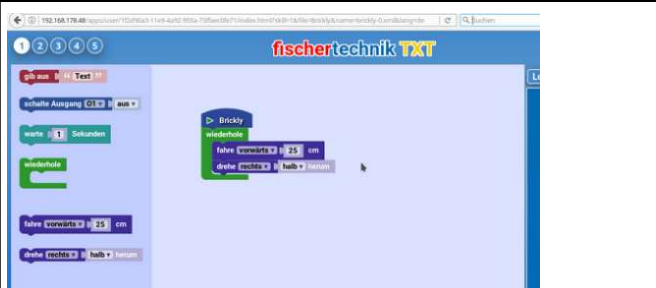 192.168.178.48
Suchen
1 2 3 4 5
fischertechnik TXT
gib aus " Text "
schalte Ausgang O1 aus
warte 1 Sekunden
wiederhole
fahre vorwärts 25 cm
drehe rechts halb herum
Brickly
wiederhole
fahre vorwärts 25 cm
drehe rechts halb herum